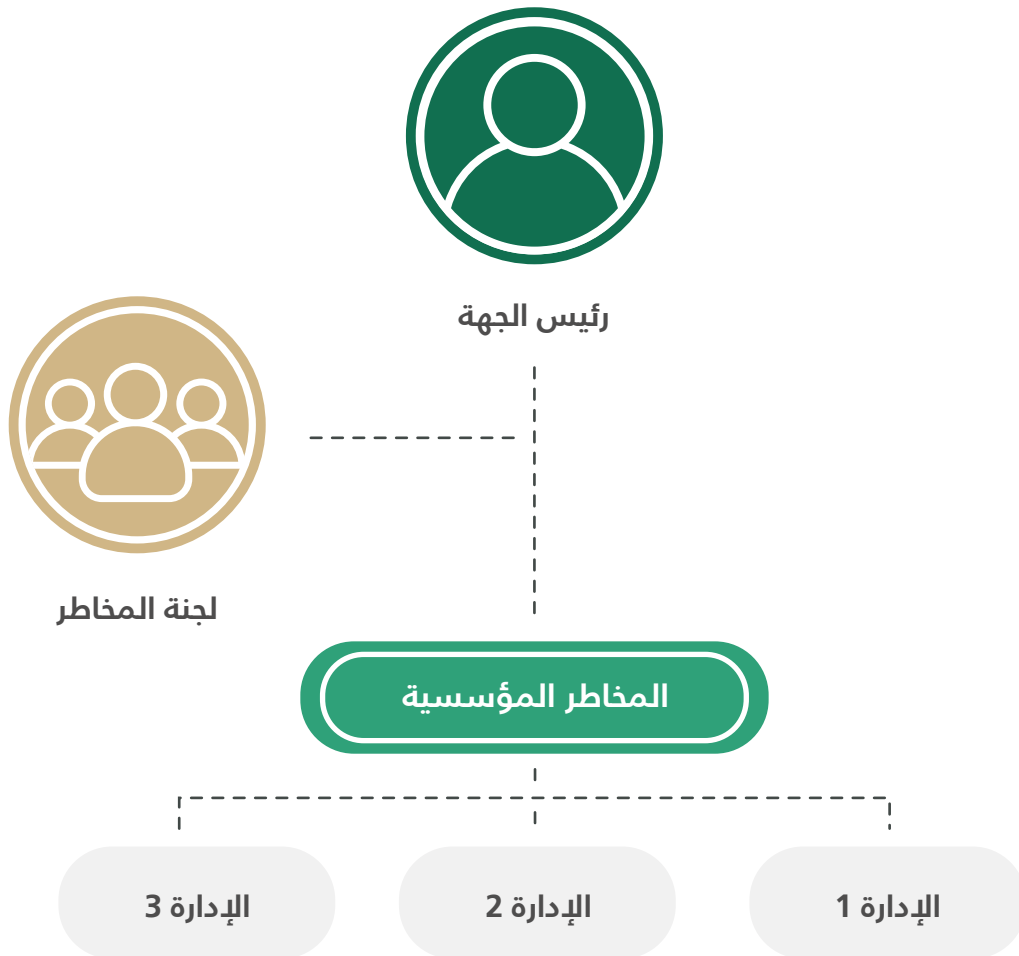 رئيس الجهة
لجنة المخاطر
المخاطر المؤسسية
الإدارة 1
الإدارة 2
الإدارة 3